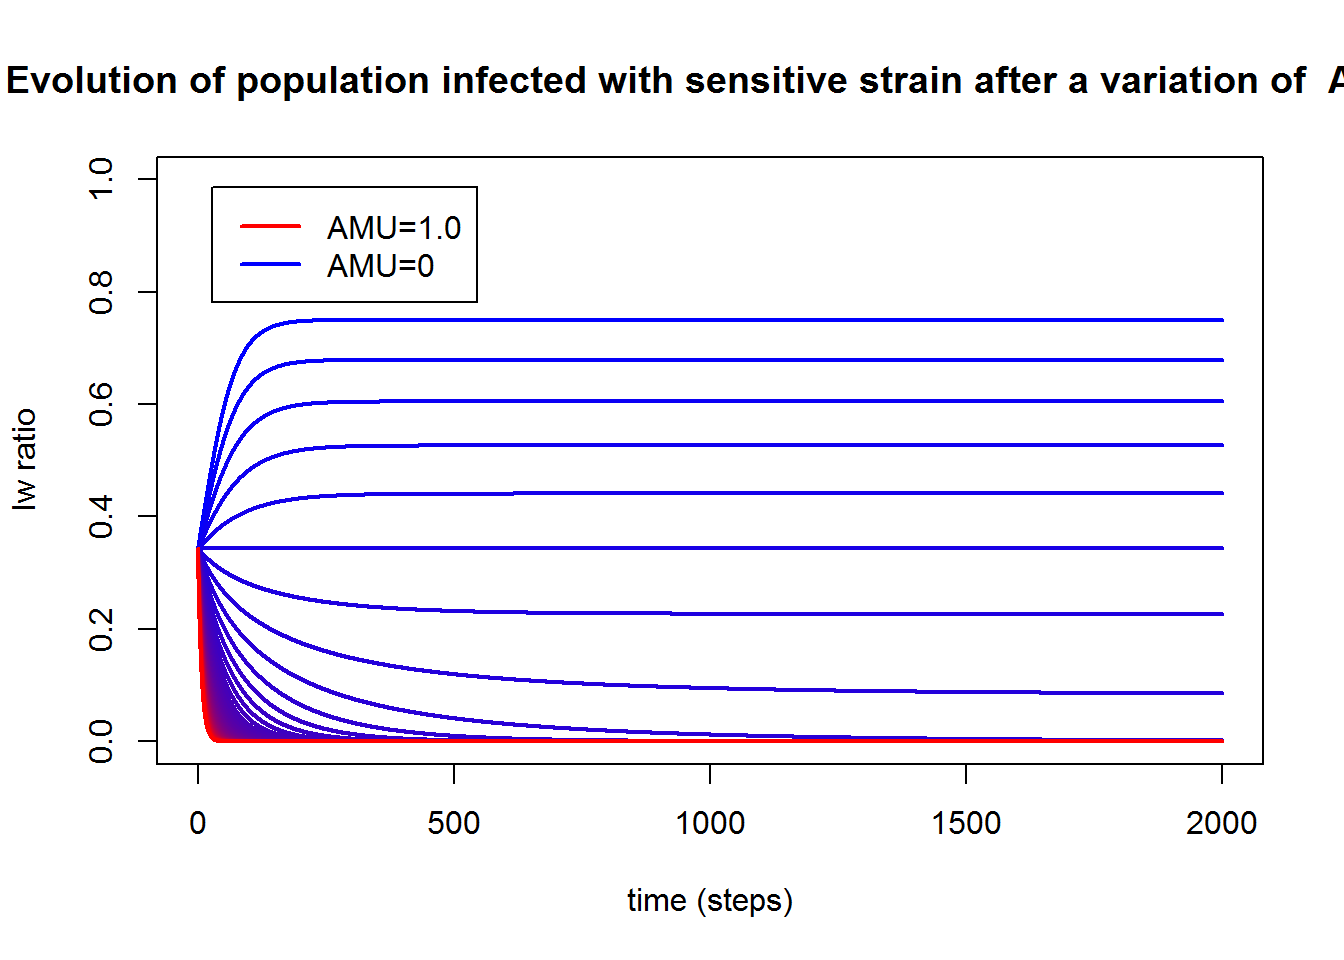 Evolution of population infected with sensitive strain after a variation of
1.0
0.8
0.6
0.4
0.2
0.0
Iw ratio
AMU=1.0
AMU=0
0 500 1000 1500 2000
time (steps)